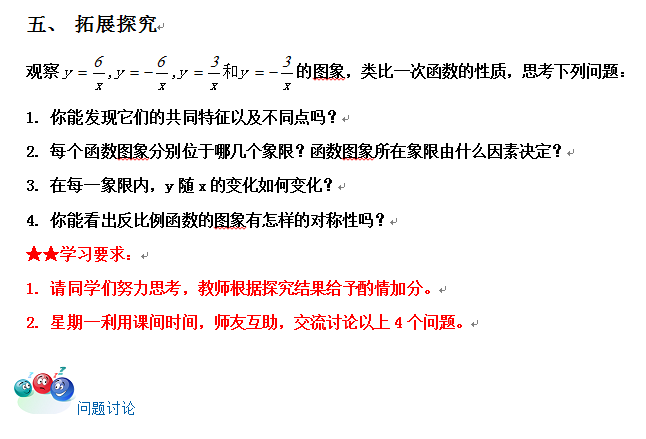 五、 拓展探究
观察 y = 6/x , y = − 6/x , y = 3/x 和 y = − 3/x 的图象，类比一次函数的性质，思考下列问题：
1. 你能发现它们的共同特征以及不同点吗？
2. 每个函数图象分别位于哪几个象限？函数图象所在象限由什么因素决定？
3. 在每一象限内，y 随 x 的变化如何变化？
4. 你能看出反比例函数的图象有怎样的对称性吗？
★★学习要求：
1. 请同学们努力思考，教师根据探究结果给予酌情加分。
2. 星期一利用课间时间，师友互助，交流讨论以上 4 个问题。
问题讨论